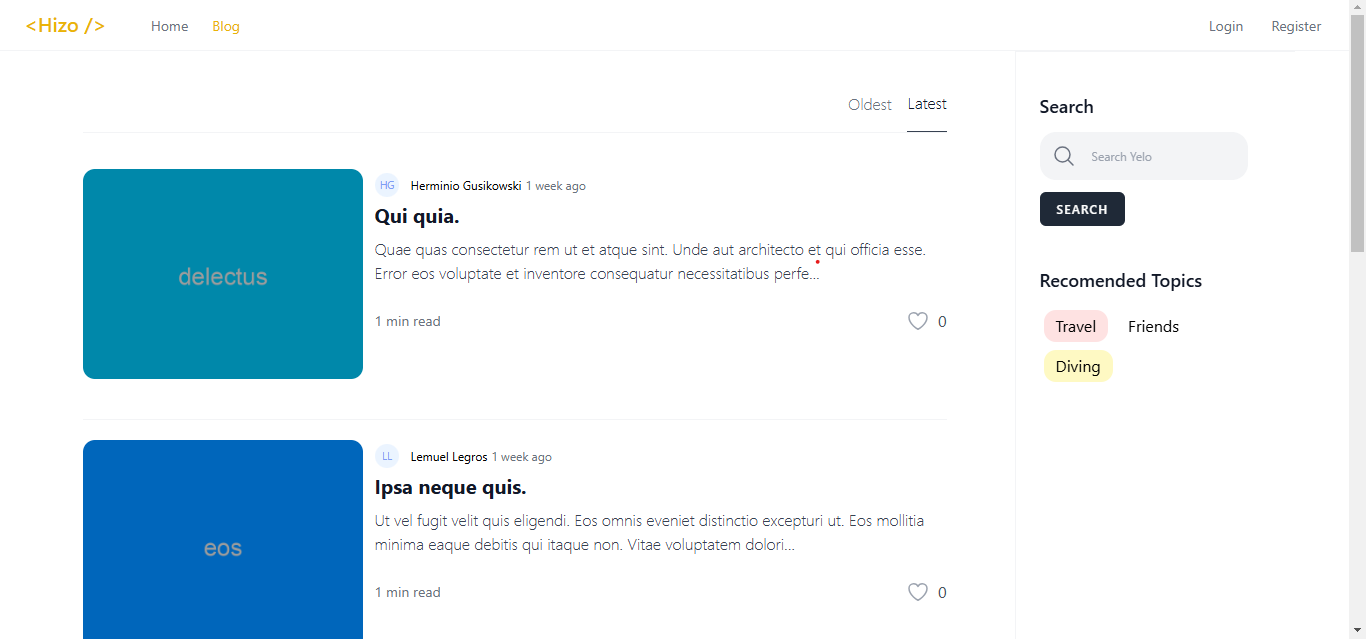 <Hizo /> Home Blog Login Register
Oldest Latest
delectus
HG Herminio Gusikowski 1 week ago
Qui quia.
Quae quas consectetur rem ut et atque sint. Unde aut architecto et qui officia esse.
Error eos voluptate et inventore consequatur necessitatibus perfe...
1 min read 0
eos
LL Lemuel Legros 1 week ago
Ipsa neque quis.
Ut vel fugit velit quis eligendi. Eos omnis eveniet distinctio excepturi ut. Eos mollitia
minima eaque debitis qui itaque non. Vitae voluptatem dolori...
1 min read 0
Search
Search Yelo
SEARCH
Recomended Topics
Travel Friends
Diving